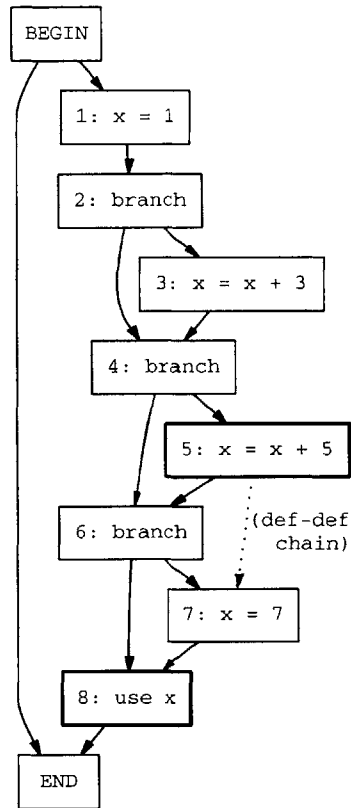 BEGIN
1: x = 1
2: branch
3: x = x + 3
4: branch
5: x = x + 5
6: branch
(def-def
chain)
7: x = 7
8: use x
END